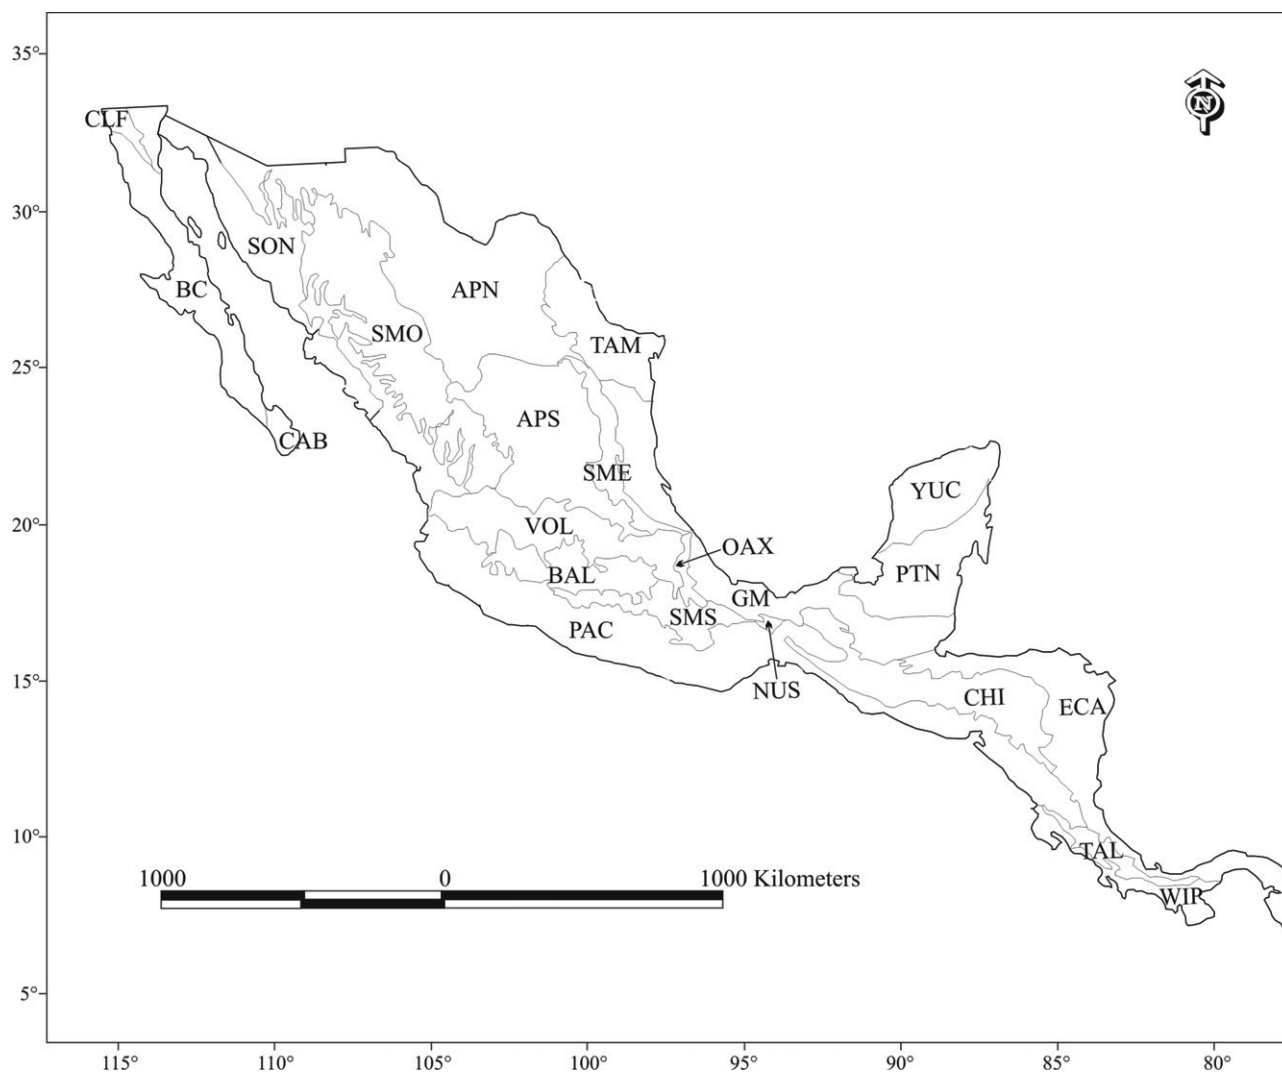 35°
N
CLF
30°
SON
BC
APN
SMO
TAM
25°
APS
CAB
SME
YUC
20°
VOL
OAX
BAL
PTN
GM
PAC
SMS
15°
NUS
CHI
ECA
10°
TAL
1000 0 1000 Kilometers
WIP
5°
115° 110° 105° 100° 95° 90° 85° 80°